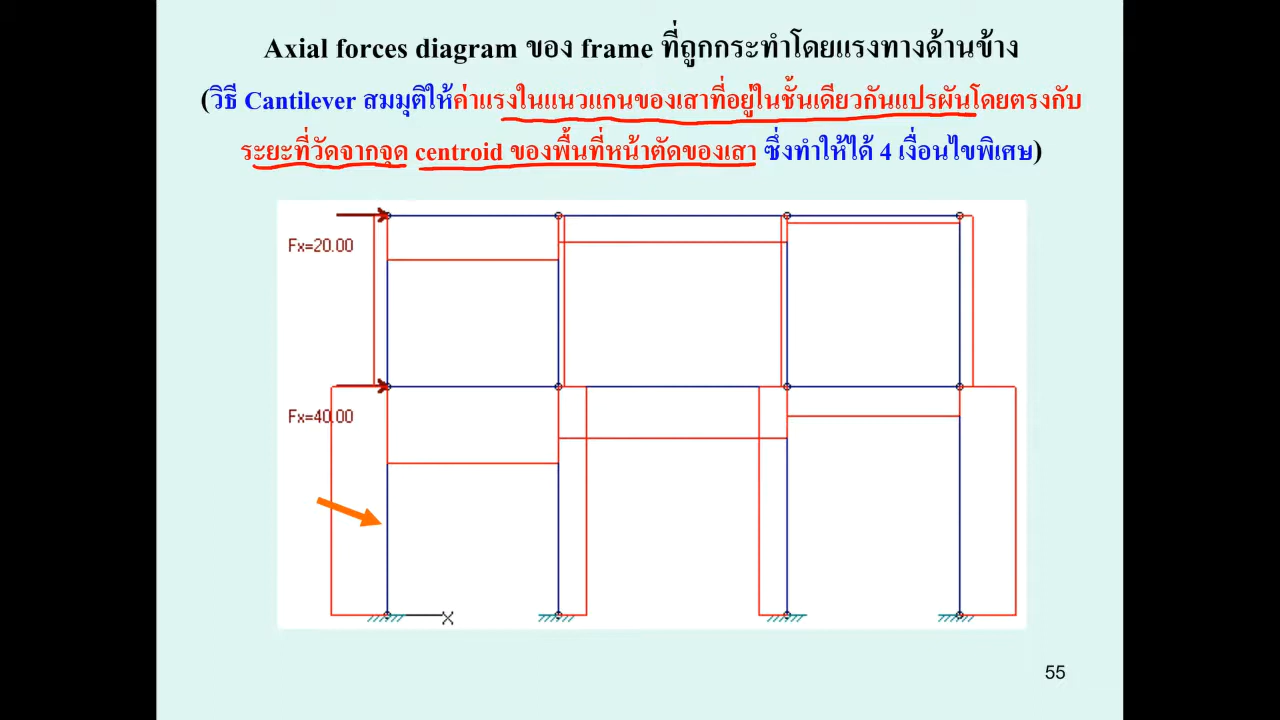 Axial forces diagram ของ frame ที่ถูกกระทำโดยแรงทางด้านข้าง
(วิธี Cantilever สมมุติให้ค่าแรงในแนวแกนของเสาที่อยู่ในชั้นเดียวกันแปรผันโดยตรงกับ
ระยะที่วัดจากจุด centroid ของพื้นที่หน้าตัดของเสา ซึ่งทำให้ได้ 4 เงื่อนไขพิเศษ)
Fx=20.00
Fx=40.00
X
55